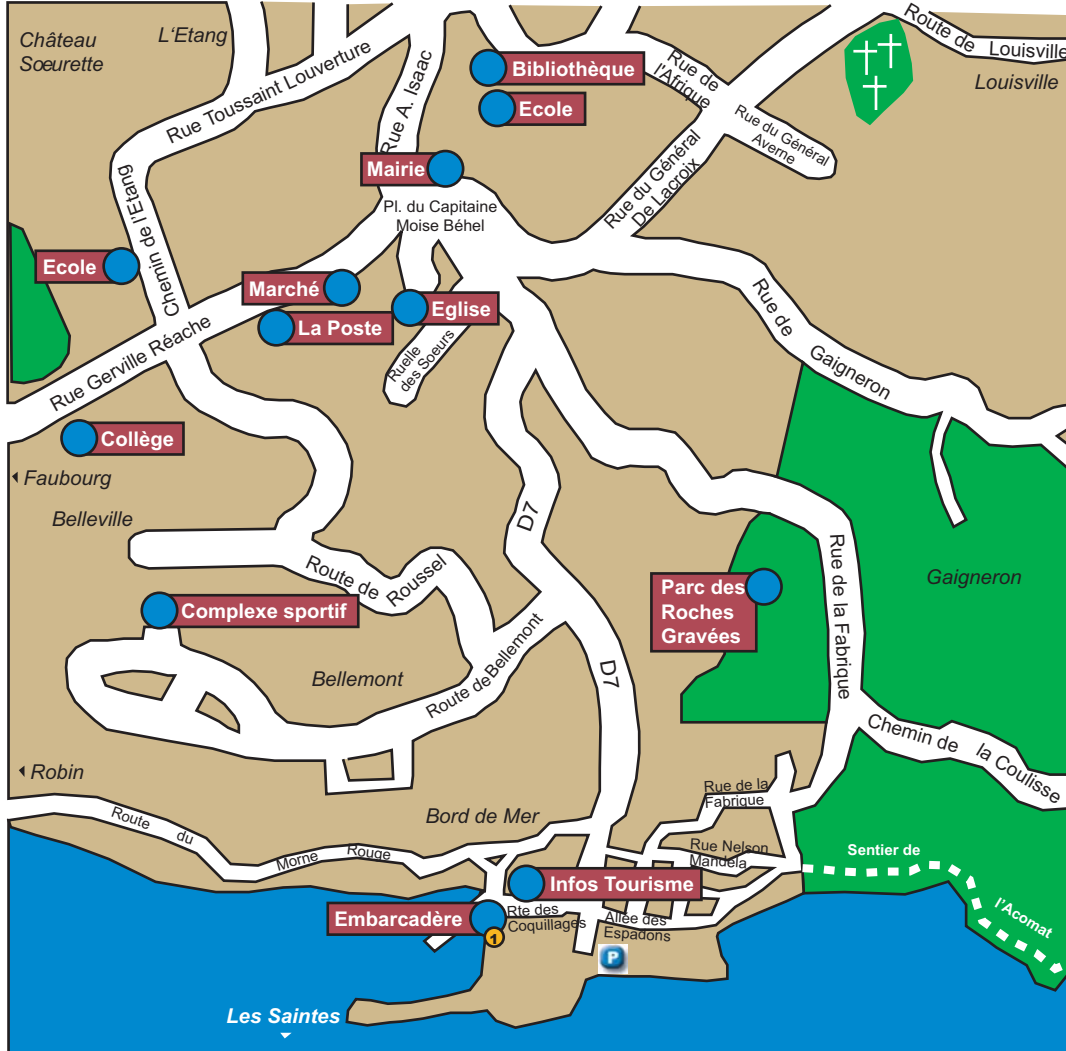 Château
Sœurette
L'Etang
Rue Toussaint Louverture
Rue A. Isaac
Bibliothèque
Ecole
Rue de
l'Afrique
Route de
Louisville
Louisville
Rue du Général
Averne
Rue du Général
De Lacroix
Mairie
Pl. du Capitaine
Moise Béhel
Chemin de l'Etang
Ecole
Marché
La Poste
Eglise
Ruelle
des Soeurs
Rue de
Gaigneron
Rue Gerville Réache
Collège
Faubourg
Belleville
D7
Route de
Roussel
Complexe sportif
Parc des
Roches
Gravées
Rue de la Fabrique
Gaigneron
Bellemont
Route de Bellemont
D7
Chemin de la Coulisse
Robin
Route du
Morne Rouge
Bord de Mer
Rue de la
Fabrique
Rue Nelson
Mandela
Sentier de
l'Acomat
Infos Tourisme
Embarcadère
1
Rte des
Coquillages
Allée des
Espadons
P
Les Saintes